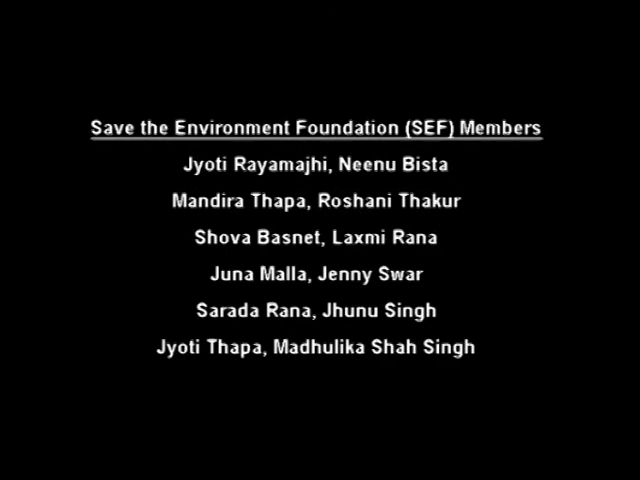 Save the Environment Foundation (SEF) Members
Jyoti Rayamajhi, Neenu Bista
Mandira Thapa, Roshani Thakur
Shova Basnet, Laxmi Rana
Juna Malla, Jenny Swar
Sarada Rana, Jhunu Singh
Jyoti Thapa, Madhulika Shah Singh